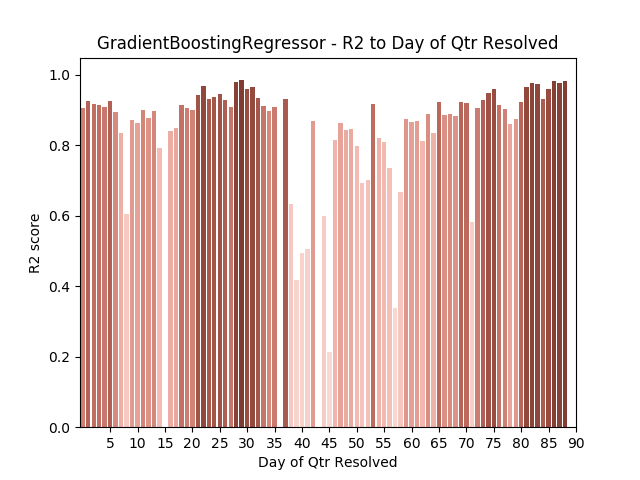 GradientBoostingRegressor - R2 to Day of Qtr Resolved
1.0
0.8
0.6
0.4
0.2
0.0
R2 score
5 10 15 20 25 30 35 40 45 50 55 60 65 70 75 80 85 90
Day of Qtr Resolved